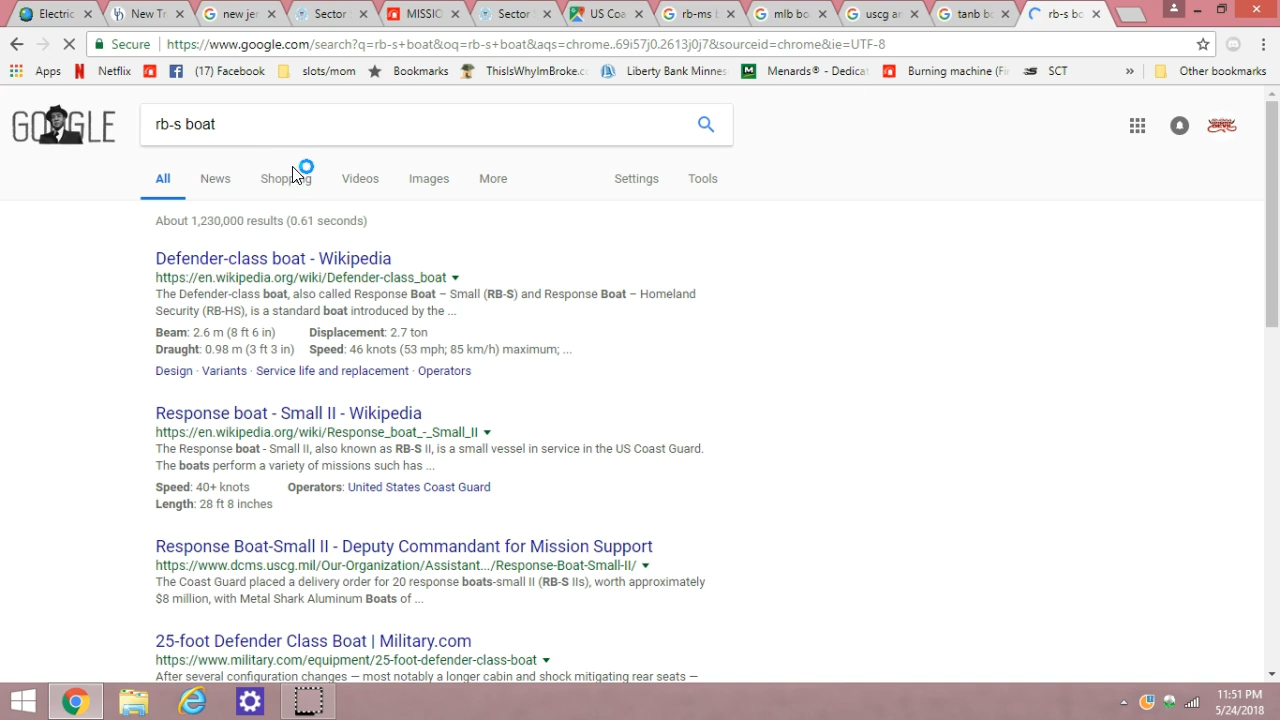 Electric
New Tr
new jer
Sector
MISSIO
Sector
US Coa
rb-ms b
mlb bo
uscg ar
tanb bo
rb-s bo
Secure
https://www.google.com/search?q=rb-s+boat&oq=rb-s+boat&aqs=chrome..69i57j0.2613j0j7&sourceid=chrome&ie=UTF-8
Apps
Netflix
(17) Facebook
slots/mom
Bookmarks
ThisIsWhyImBroke.c
Liberty Bank Minnes
Menards® - Dedicat
Burning machine (Fi
SCT
»
Other bookmarks
GOOGLE
rb-s boat
All News Shopping Videos Images More Settings Tools
About 1,230,000 results (0.61 seconds)
Defender-class boat - Wikipedia
https://en.wikipedia.org/wiki/Defender-class_boat
The Defender-class boat, also called Response Boat – Small (RB-S) and Response Boat – Homeland
Security (RB-HS), is a standard boat introduced by the ...
Beam: 2.6 m (8 ft 6 in) Displacement: 2.7 ton
Draught: 0.98 m (3 ft 3 in) Speed: 46 knots (53 mph; 85 km/h) maximum; ...
Design · Variants · Service life and replacement · Operators
Response boat - Small II - Wikipedia
https://en.wikipedia.org/wiki/Response_boat_-_Small_II
The Response boat - Small II, also known as RB-S II, is a small vessel in service in the US Coast Guard.
The boats perform a variety of missions such has ...
Speed: 40+ knots Operators: United States Coast Guard
Length: 28 ft 8 inches
Response Boat-Small II - Deputy Commandant for Mission Support
https://www.dcms.uscg.mil/Our-Organization/Assistant.../Response-Boat-Small-II/
The Coast Guard placed a delivery order for 20 response boats-small II (RB-S IIs), worth approximately
$8 million, with Metal Shark Aluminum Boats of ...
25-foot Defender Class Boat | Military.com
https://www.military.com/equipment/25-foot-defender-class-boat
After several configuration changes — most notably a longer cabin and shock mitigating rear seats —
11:51 PM
5/24/2018